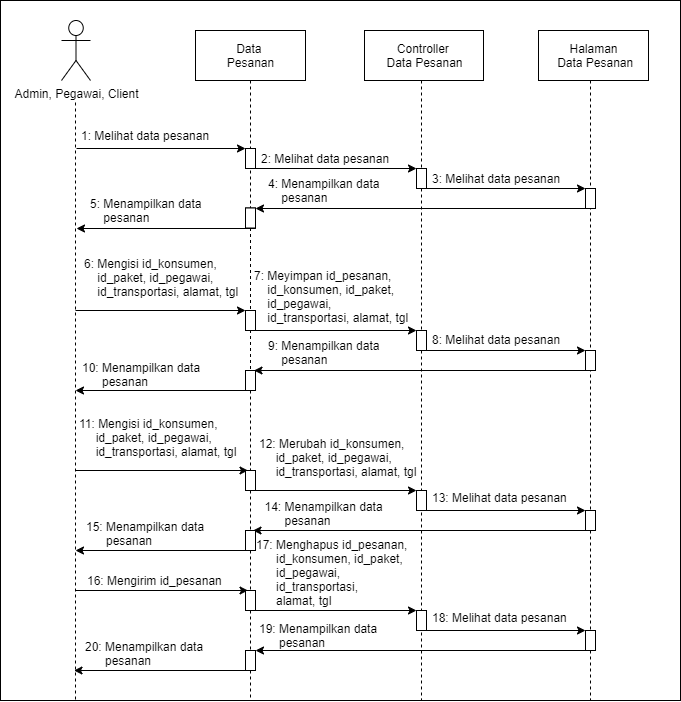 Data
Pesanan
Controller
Data Pesanan
Halaman
Data Pesanan
Admin, Pegawai, Client
1: Melihat data pesanan
2: Melihat data pesanan
3: Melihat data pesanan
4: Menampilkan data
pesanan
5: Menampilkan data
pesanan
6: Mengisi id_konsumen,
id_paket, id_pegawai,
id_transportasi, alamat, tgl
7: Meyimpan id_pesanan,
id_konsumen, id_paket,
id_pegawai,
id_transportasi, alamat, tgl
8: Melihat data pesanan
9: Menampilkan data
pesanan
10: Menampilkan data
pesanan
11: Mengisi id_konsumen,
id_paket, id_pegawai,
id_transportasi, alamat, tgl
12: Merubah id_konsumen,
id_paket, id_pegawai,
id_transportasi, alamat, tgl
13: Melihat data pesanan
14: Menampilkan data
pesanan
15: Menampilkan data
pesanan
16: Mengirim id_pesanan
17: Menghapus id_pesanan,
id_konsumen, id_paket,
id_pegawai,
id_transportasi,
alamat, tgl
18: Melihat data pesanan
19: Menampilkan data
pesanan
20: Menampilkan data
pesanan